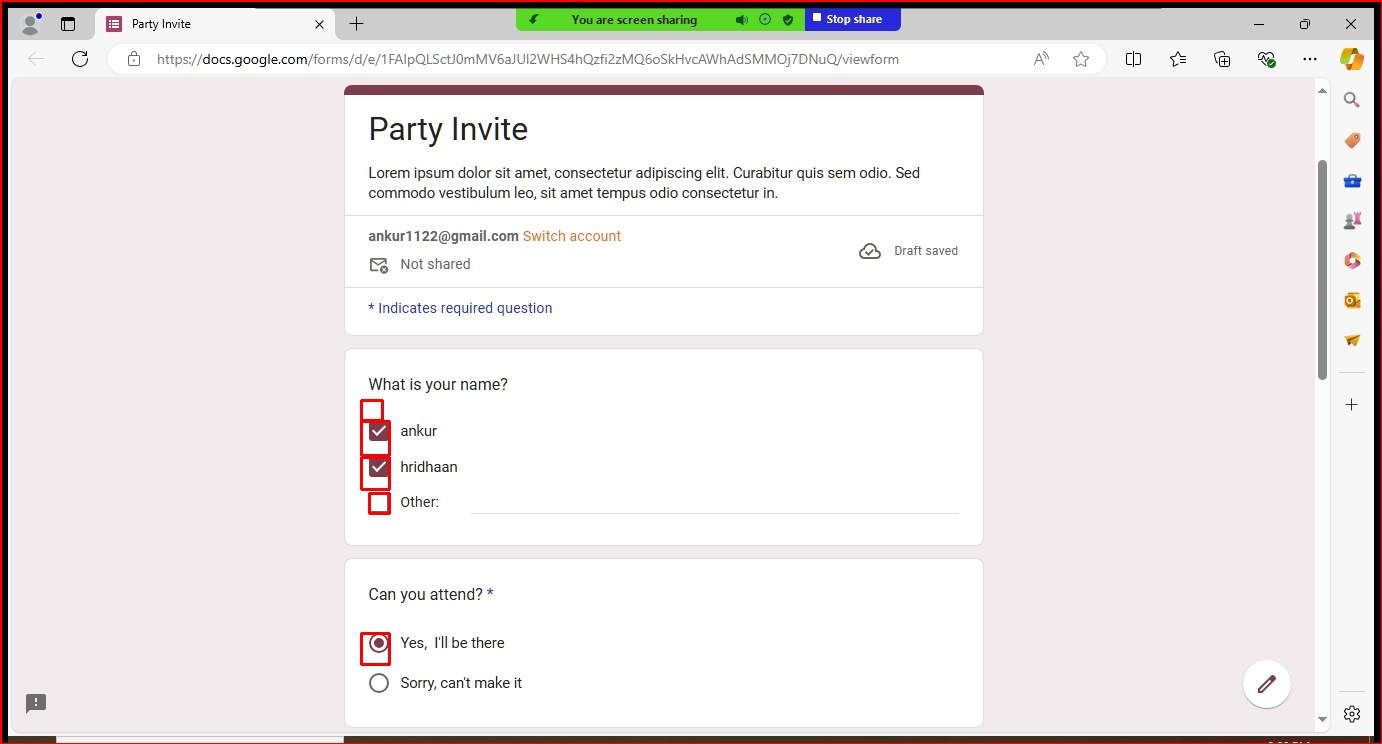 Party Invite
You are screen sharing
Stop share
https://docs.google.com/forms/d/e/1FAIpQLSctJ0mMV6aJUl2WHS4hQzfi2zMQ6oSkHvcAWhAdSMMOj7DNuQ/viewform
Party Invite
Lorem ipsum dolor sit amet, consectetur adipiscing elit. Curabitur quis sem odio. Sed
commodo vestibulum leo, sit amet tempus odio consectetur in.
ankur1122@gmail.com Switch account
Draft saved
Not shared
* Indicates required question
What is your name?
ankur
hridhaan
Other:
Can you attend? *
Yes, I'll be there
Sorry, can't make it